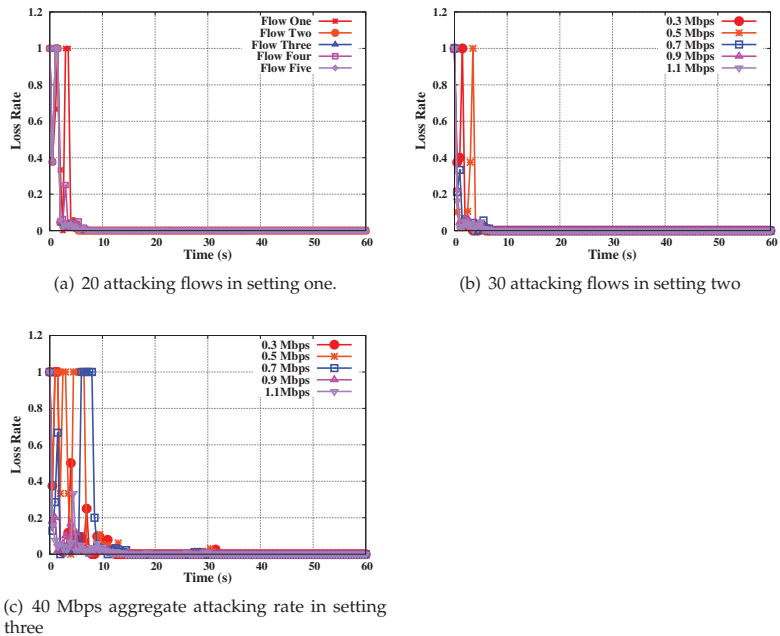 1.2
1
0.8
0.6
0.4
0.2
0
Loss Rate
0 10 20 30 40 50 60
Time (s)
Flow One
Flow Two
Flow Three
Flow Four
Flow Five
(a) 20 attacking flows in setting one.
1.2
1
0.8
0.6
0.4
0.2
0
Loss Rate
0 10 20 30 40 50 60
Time (s)
0.3 Mbps
0.5 Mbps
0.7 Mbps
0.9 Mbps
1.1 Mbps
(b) 30 attacking flows in setting two
1.2
1
0.8
0.6
0.4
0.2
0
Loss Rate
0 10 20 30 40 50 60
Time (s)
0.3 Mbps
0.5 Mbps
0.7 Mbps
0.9 Mbps
1.1Mbps
(c) 40 Mbps aggregate attacking rate in setting
three